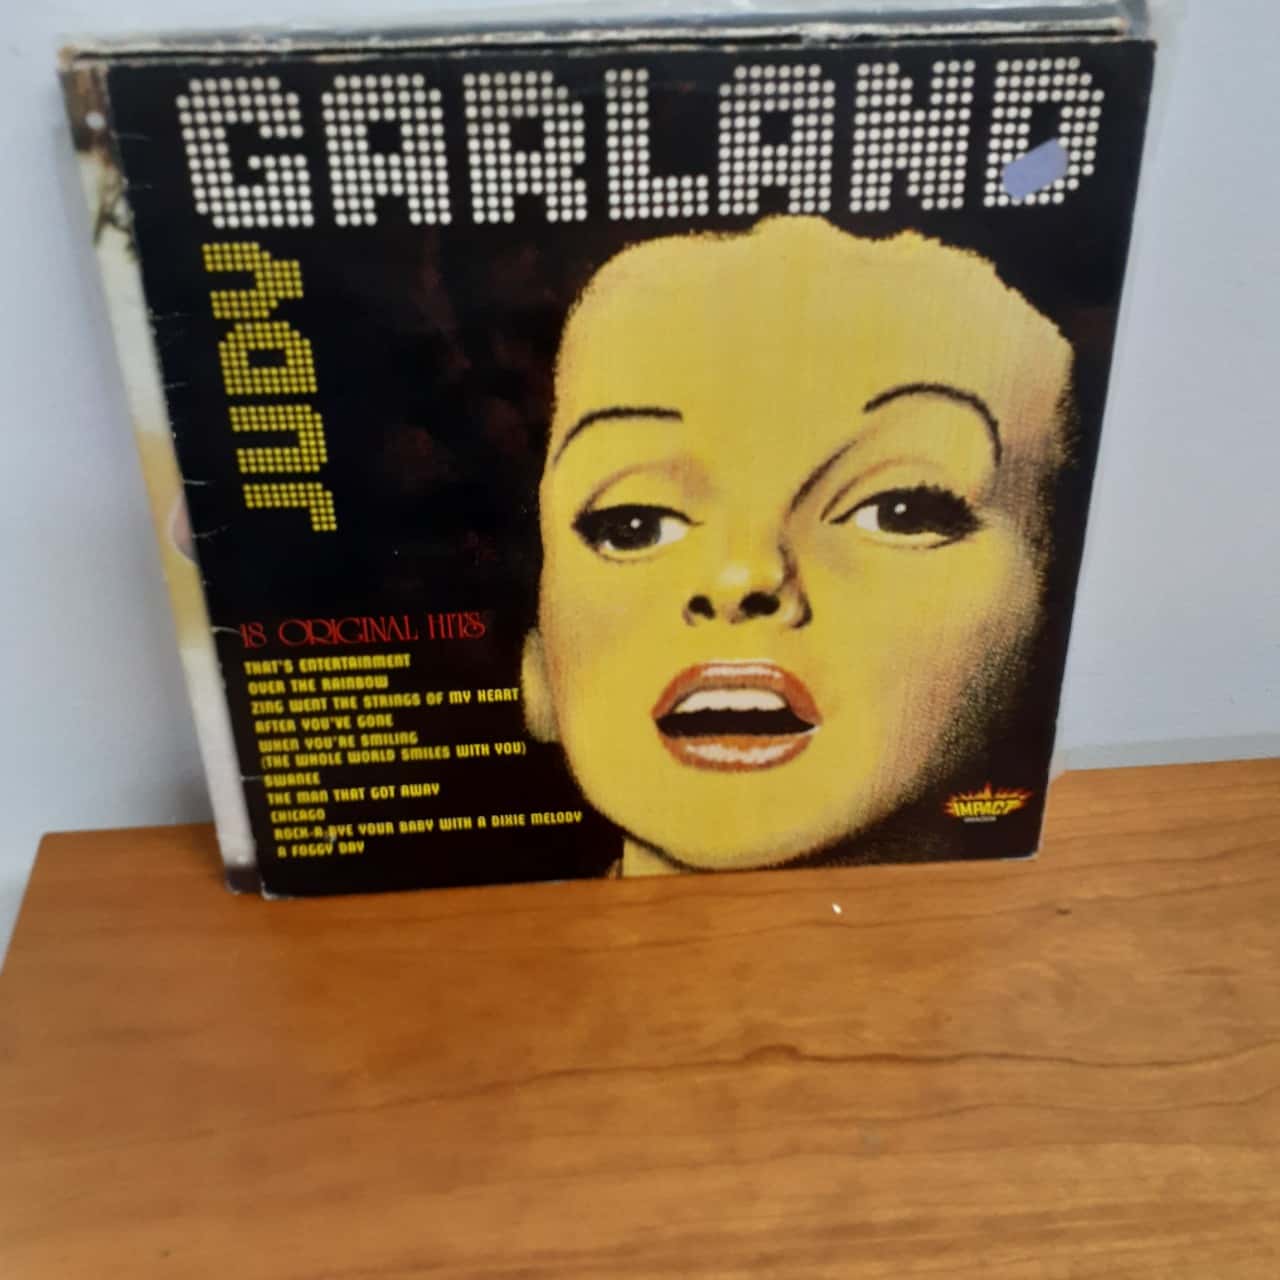 GARLAND
JUDY
18 ORIGINAL HITS
THAT'S ENTERTAINMENT
OVER THE RAINBOW
ZING WENT THE STRINGS OF MY HEART
AFTER YOU'VE GONE
WHEN YOU'RE SMILING
(THE WHOLE WORLD SMILES WITH YOU)
SWANEE
THE MAN THAT GOT AWAY
CHICAGO
ROCK-A-BYE YOUR BABY WITH A DIXIE MELODY
A FOGGY DAY
IMPACT